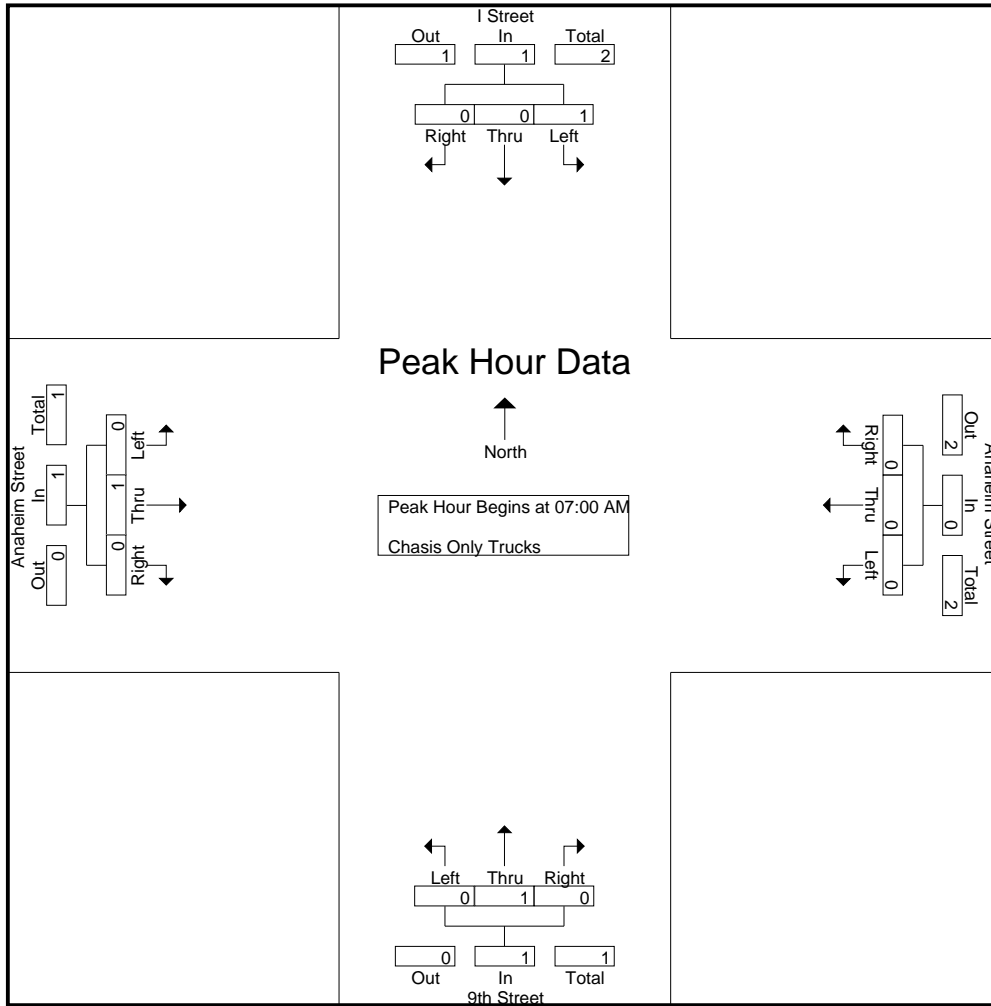 I Street
Out In Total
1 1 2
0 0 1
Right Thru Left
Peak Hour Data
North
Peak Hour Begins at 07:00 AM
Chasis Only Trucks
Anaheim Street
Out In Total
0 1 1
Left Thru Right
0 1 0
Anaheim Street
Out In Total
2 0 2
Right Thru Left
0 0 0
Left Thru Right
0 1 0
0 1 1
Out In Total
9th Street